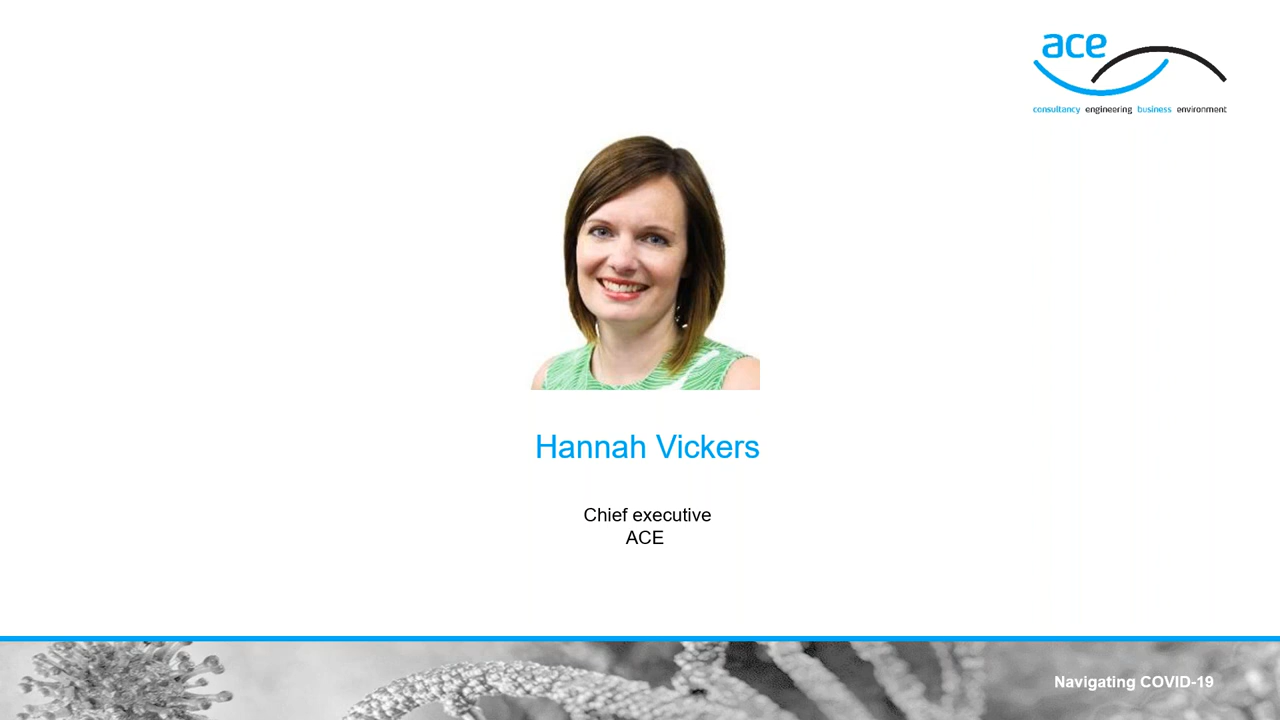 ace
consultancy engineering business environment
Hannah Vickers
Chief executive
ACE
Navigating COVID-19